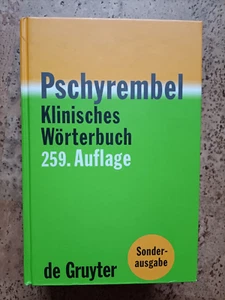 Pschyrembel
Klinisches
Wörterbuch
259. Auflage
Sonder-
ausgabe
de Gruyter